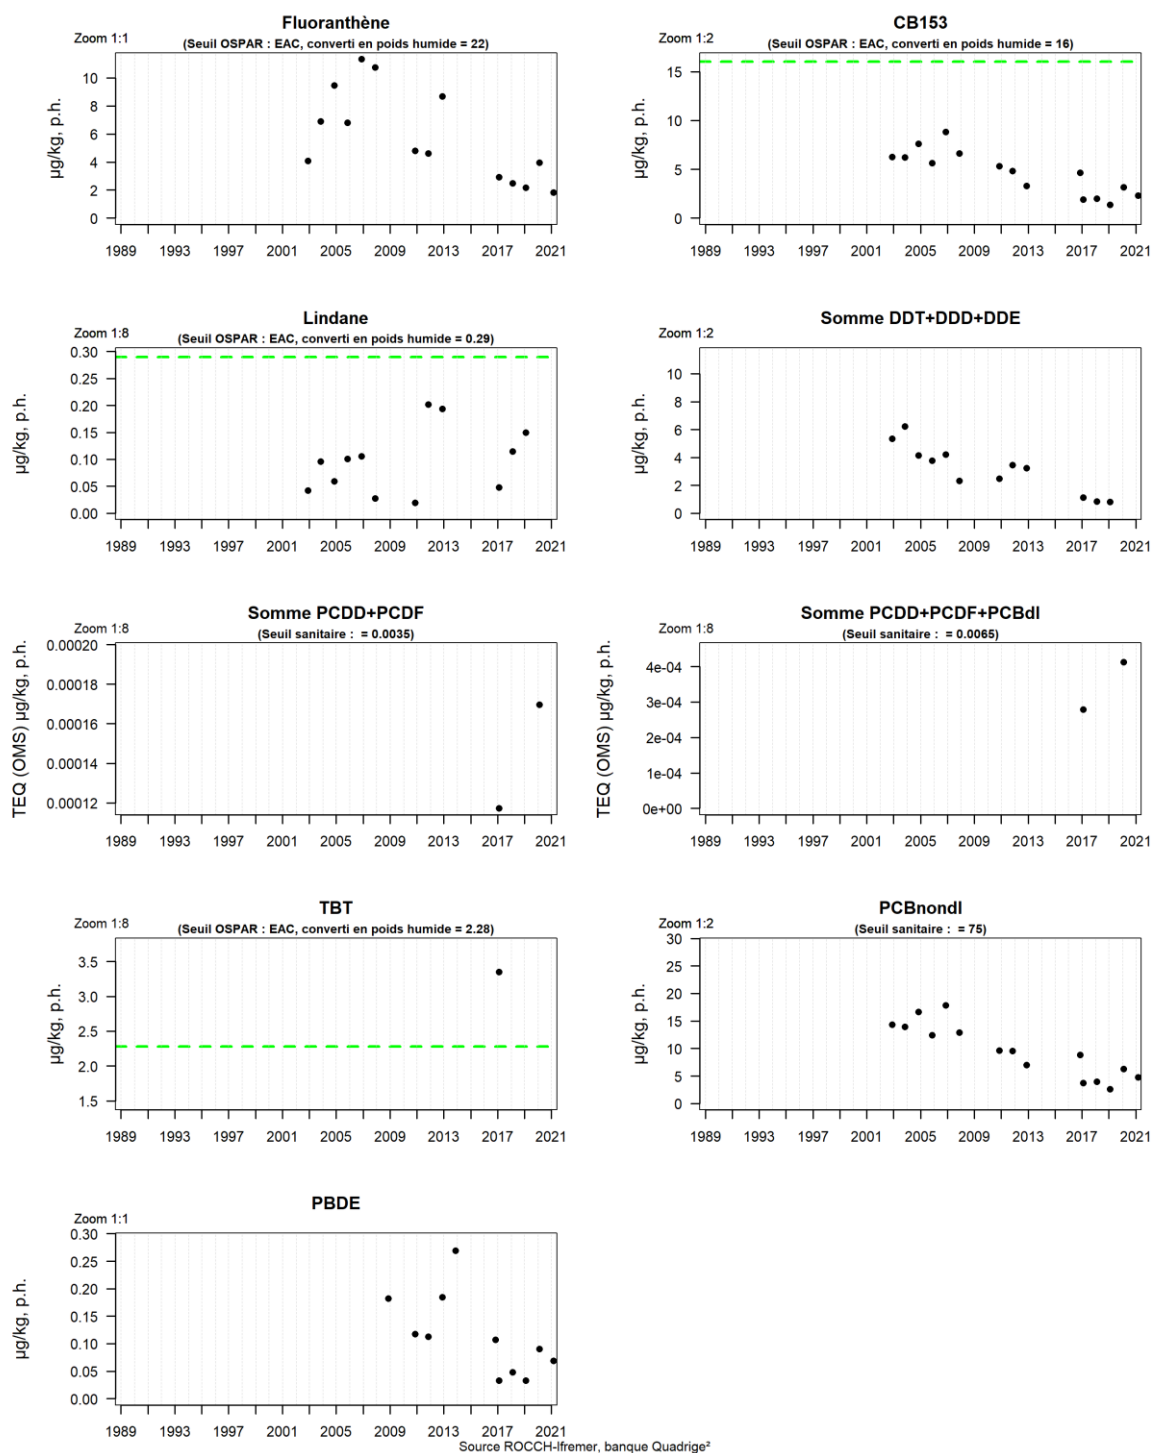 Fluoranthène
Zoom 1:1
(Seuil OSPAR : EAC, converti en poids humide = 22)
µg/kg, p.h.
10
8
6
4
2
0
1989 1993 1997 2001 2005 2009 2013 2017 2021
CB153
Zoom 1:2
(Seuil OSPAR : EAC, converti en poids humide = 16)
µg/kg, p.h.
15
10
5
0
1989 1993 1997 2001 2005 2009 2013 2017 2021
Lindane
Zoom 1:8
(Seuil OSPAR : EAC, converti en poids humide = 0.29)
µg/kg, p.h.
0.30
0.25
0.20
0.15
0.10
0.05
0.00
1989 1993 1997 2001 2005 2009 2013 2017 2021
Somme DDT+DDD+DDE
Zoom 1:2
µg/kg, p.h.
10
8
6
4
2
0
1989 1993 1997 2001 2005 2009 2013 2017 2021
Somme PCDD+PCDF
Zoom 1:8
(Seuil sanitaire :  = 0.0035)
TEQ (OMS) µg/kg, p.h.
0.00020
0.00018
0.00016
0.00014
0.00012
1989 1993 1997 2001 2005 2009 2013 2017 2021
Somme PCDD+PCDF+PCBdl
Zoom 1:8
(Seuil sanitaire :  = 0.0065)
TEQ (OMS) µg/kg, p.h.
4e-04
3e-04
2e-04
1e-04
0e+00
1989 1993 1997 2001 2005 2009 2013 2017 2021
TBT
Zoom 1:8
(Seuil OSPAR : EAC, converti en poids humide = 2.28)
µg/kg, p.h.
3.5
3.0
2.5
2.0
1.5
1989 1993 1997 2001 2005 2009 2013 2017 2021
PCBnondl
Zoom 1:2
(Seuil sanitaire :  = 75)
µg/kg, p.h.
30
25
20
15
10
5
0
1989 1993 1997 2001 2005 2009 2013 2017 2021
PBDE
Zoom 1:1
µg/kg, p.h.
0.30
0.25
0.20
0.15
0.10
0.05
0.00
1989 1993 1997 2001 2005 2009 2013 2017 2021
Source ROCCH-Ifremer, banque Quadrige²